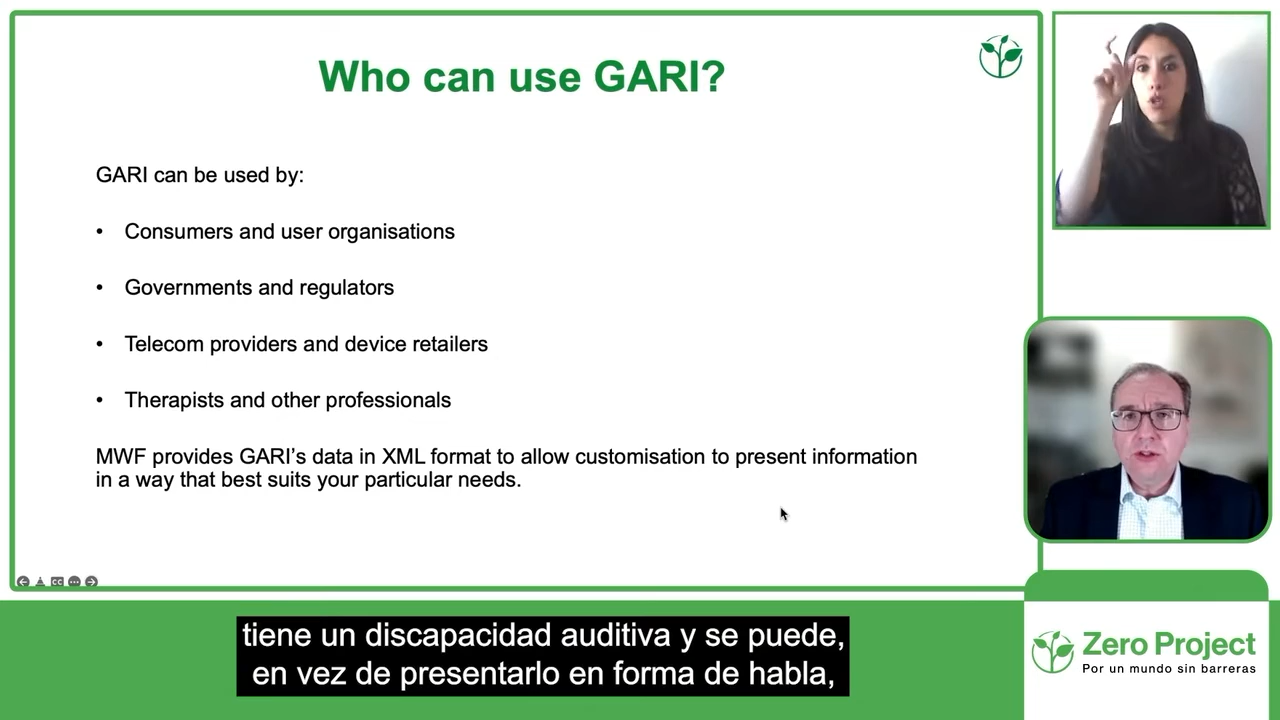 Who can use GARI?
GARI can be used by:
• Consumers and user organisations
• Governments and regulators
• Telecom providers and device retailers
• Therapists and other professionals
MWF provides GARI’s data in XML format to allow customisation to present information
in a way that best suits your particular needs.
CC
tiene un discapacidad auditiva y se puede,
en vez de presentarlo en forma de habla,
Zero Project
Por un mundo sin barreras